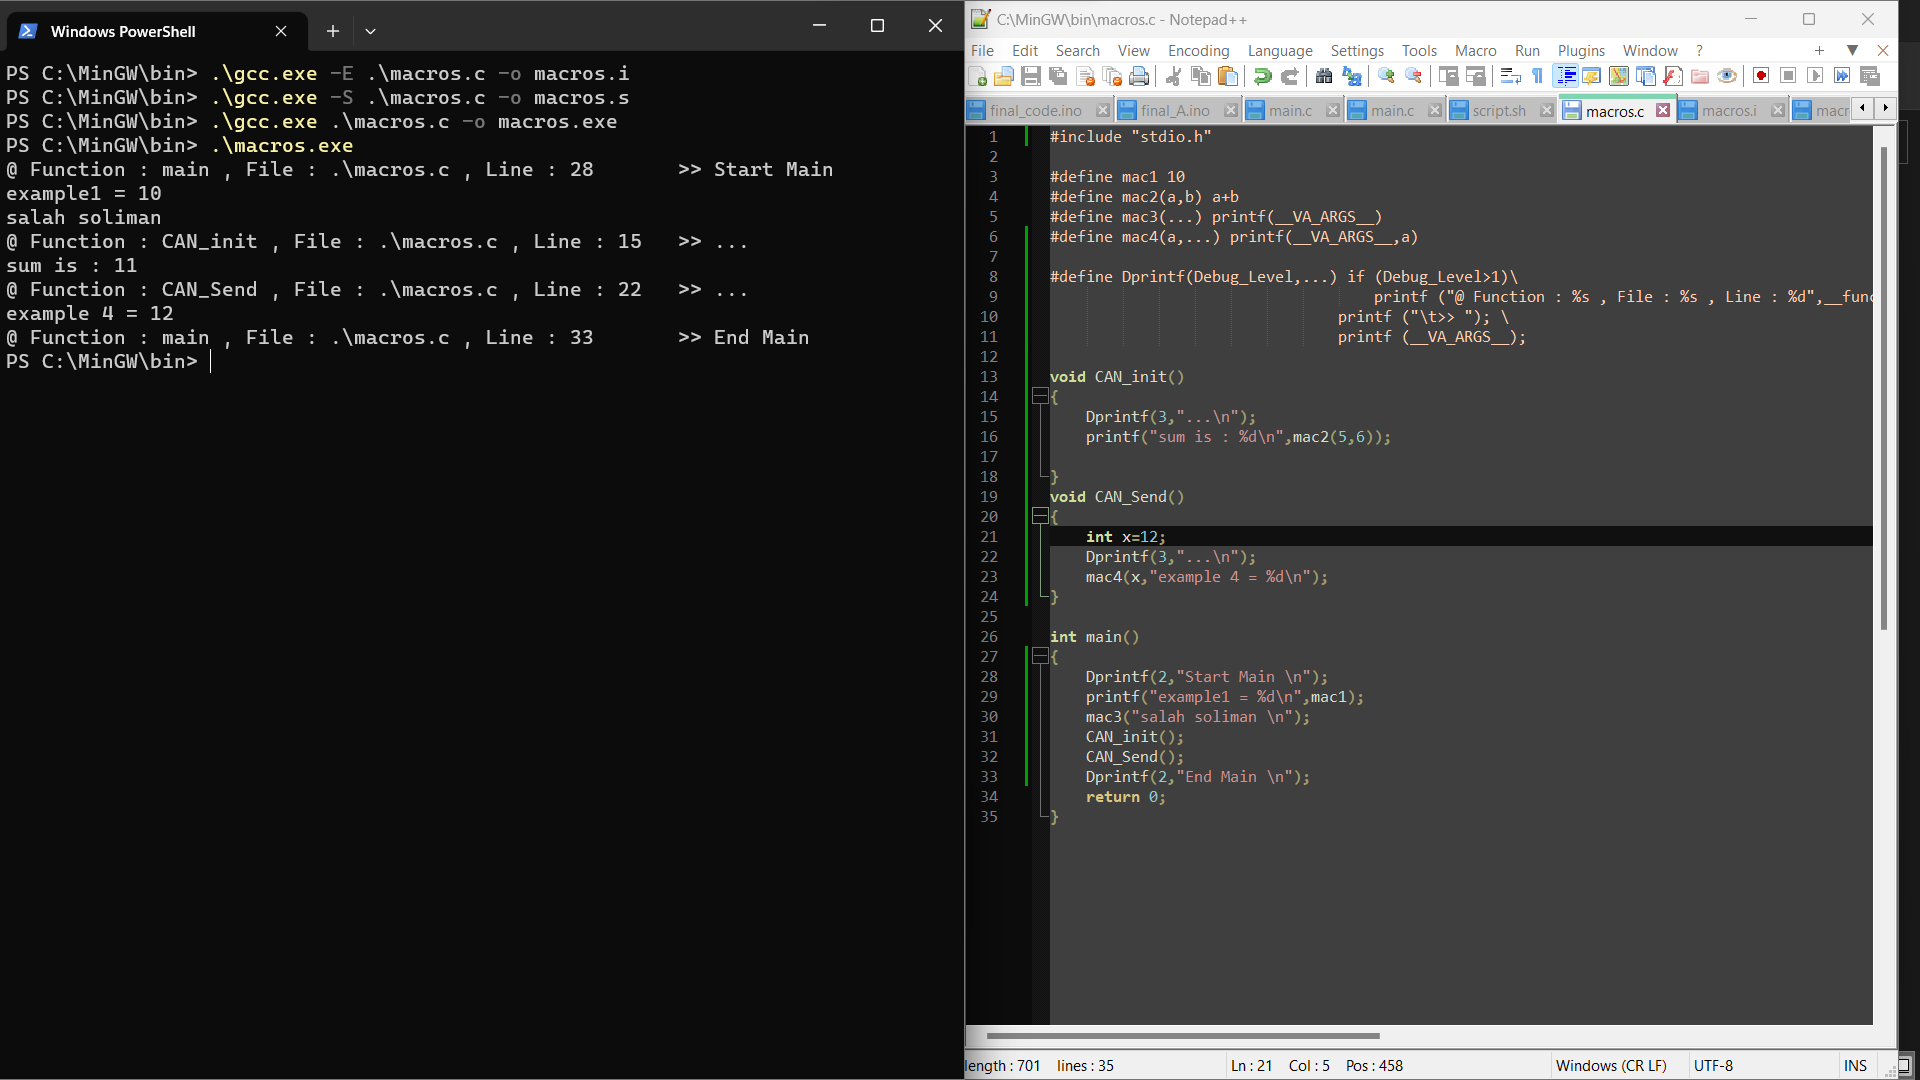 Windows PowerShell
PS C:\MinGW\bin> .\gcc.exe -E .\macros.c -o macros.i
PS C:\MinGW\bin> .\gcc.exe -S .\macros.c -o macros.s
PS C:\MinGW\bin> .\gcc.exe .\macros.c -o macros.exe
PS C:\MinGW\bin> .\macros.exe
@ Function : main , File : .\macros.c , Line : 28 >> Start Main
example1 = 10
salah soliman
@ Function : CAN_init , File : .\macros.c , Line : 15 >> ...
sum is : 11
@ Function : CAN_Send , File : .\macros.c , Line : 22 >> ...
example 4 = 12
@ Function : main , File : .\macros.c , Line : 33 >> End Main
PS C:\MinGW\bin>
C:\MinGW\bin\macros.c - Notepad++
File Edit Search View Encoding Language Settings Tools Macro Run Plugins Window ?
final_code.ino final_A.ino main.c main.c script.sh macros.c macros.i macr
1 #include "stdio.h"
2
3 #define mac1 10
4 #define mac2(a,b) a+b
5 #define mac3(...) printf(__VA_ARGS__)
6 #define mac4(a,...) printf(__VA_ARGS__,a)
7
8 #define Dprintf(Debug_Level,...) if (Debug_Level>1)\
9 printf ("@ Function : %s , File : %s , Line : %d",__func
10 printf ("\t>> "); \
11 printf (__VA_ARGS__);
12
13 void CAN_init()
14 {
15 Dprintf(3,"...\n");
16 printf("sum is : %d\n",mac2(5,6));
17
18 }
19 void CAN_Send()
20 {
21 int x=12;
22 Dprintf(3,"...\n");
23 mac4(x,"example 4 = %d\n");
24 }
25
26 int main()
27 {
28 Dprintf(2,"Start Main \n");
29 printf("example1 = %d\n",mac1);
30 mac3("salah soliman \n");
31 CAN_init();
32 CAN_Send();
33 Dprintf(2,"End Main \n");
34 return 0;
35 }
length : 701 lines : 35 Ln : 21 Col : 5 Pos : 458 Windows (CR LF) UTF-8 INS